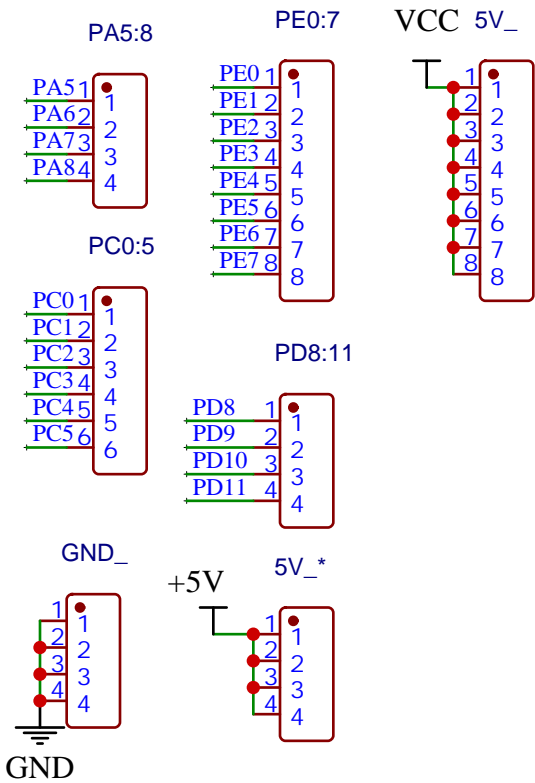 PA5:8
PA5 1 1
PA6 2 2
PA7 3 3
PA8 4 4
PE0:7
PE0 1 1
PE1 2 2
PE2 3 3
PE3 4 4
PE4 5 5
PE5 6 6
PE6 7 7
PE7 8 8
VCC 5V_
1 1
2 2
3 3
4 4
5 5
6 6
7 7
8 8
PC0:5
PC0 1 1
PC1 2 2
PC2 3 3
PC3 4 4
PC4 5 5
PC5 6 6
PD8:11
PD8 1 1
PD9 2 2
PD10 3 3
PD11 4 4
GND_
1 1
2 2
3 3
4 4
GND
+5V
5V_*
1 1
2 2
3 3
4 4